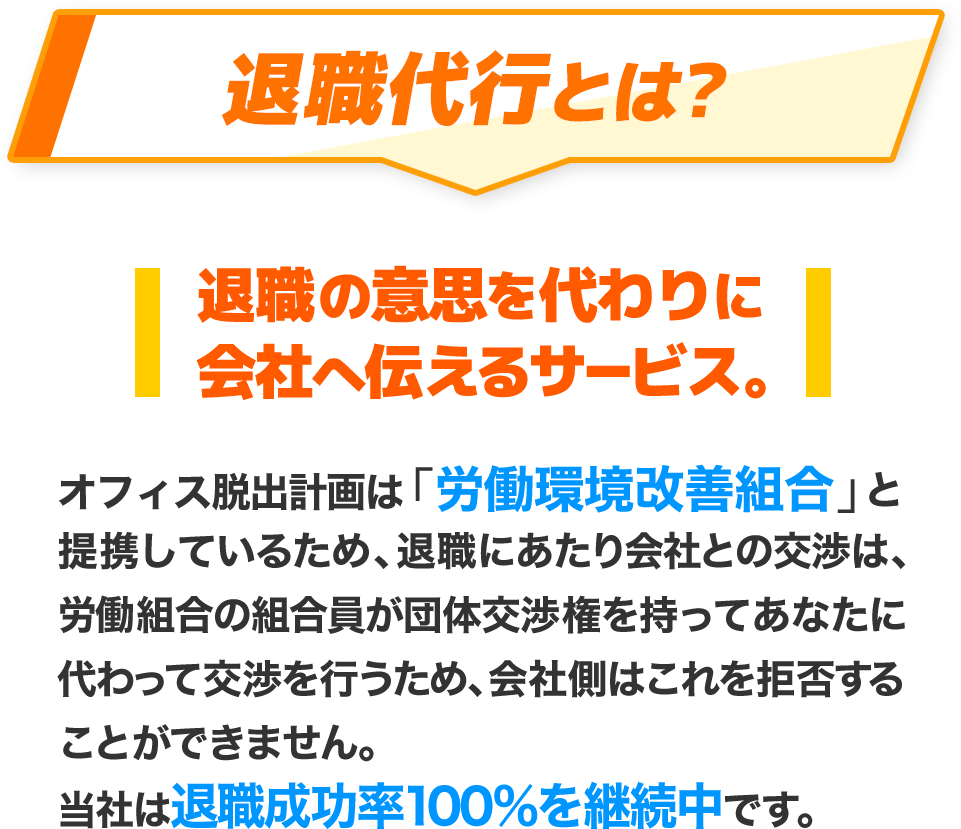 退職代行とは?
退職の意思を代わりに
会社へ伝えるサービス。
オフィス脱出計画は「労働環境改善組合」と
提携しているため、退職にあたり会社との交渉は、
労働組合の組合員が団体交渉権を持ってあなたに
代わって交渉を行うため、会社側はこれを拒否する
ことができません。
当社は退職成功率100%を継続中です。